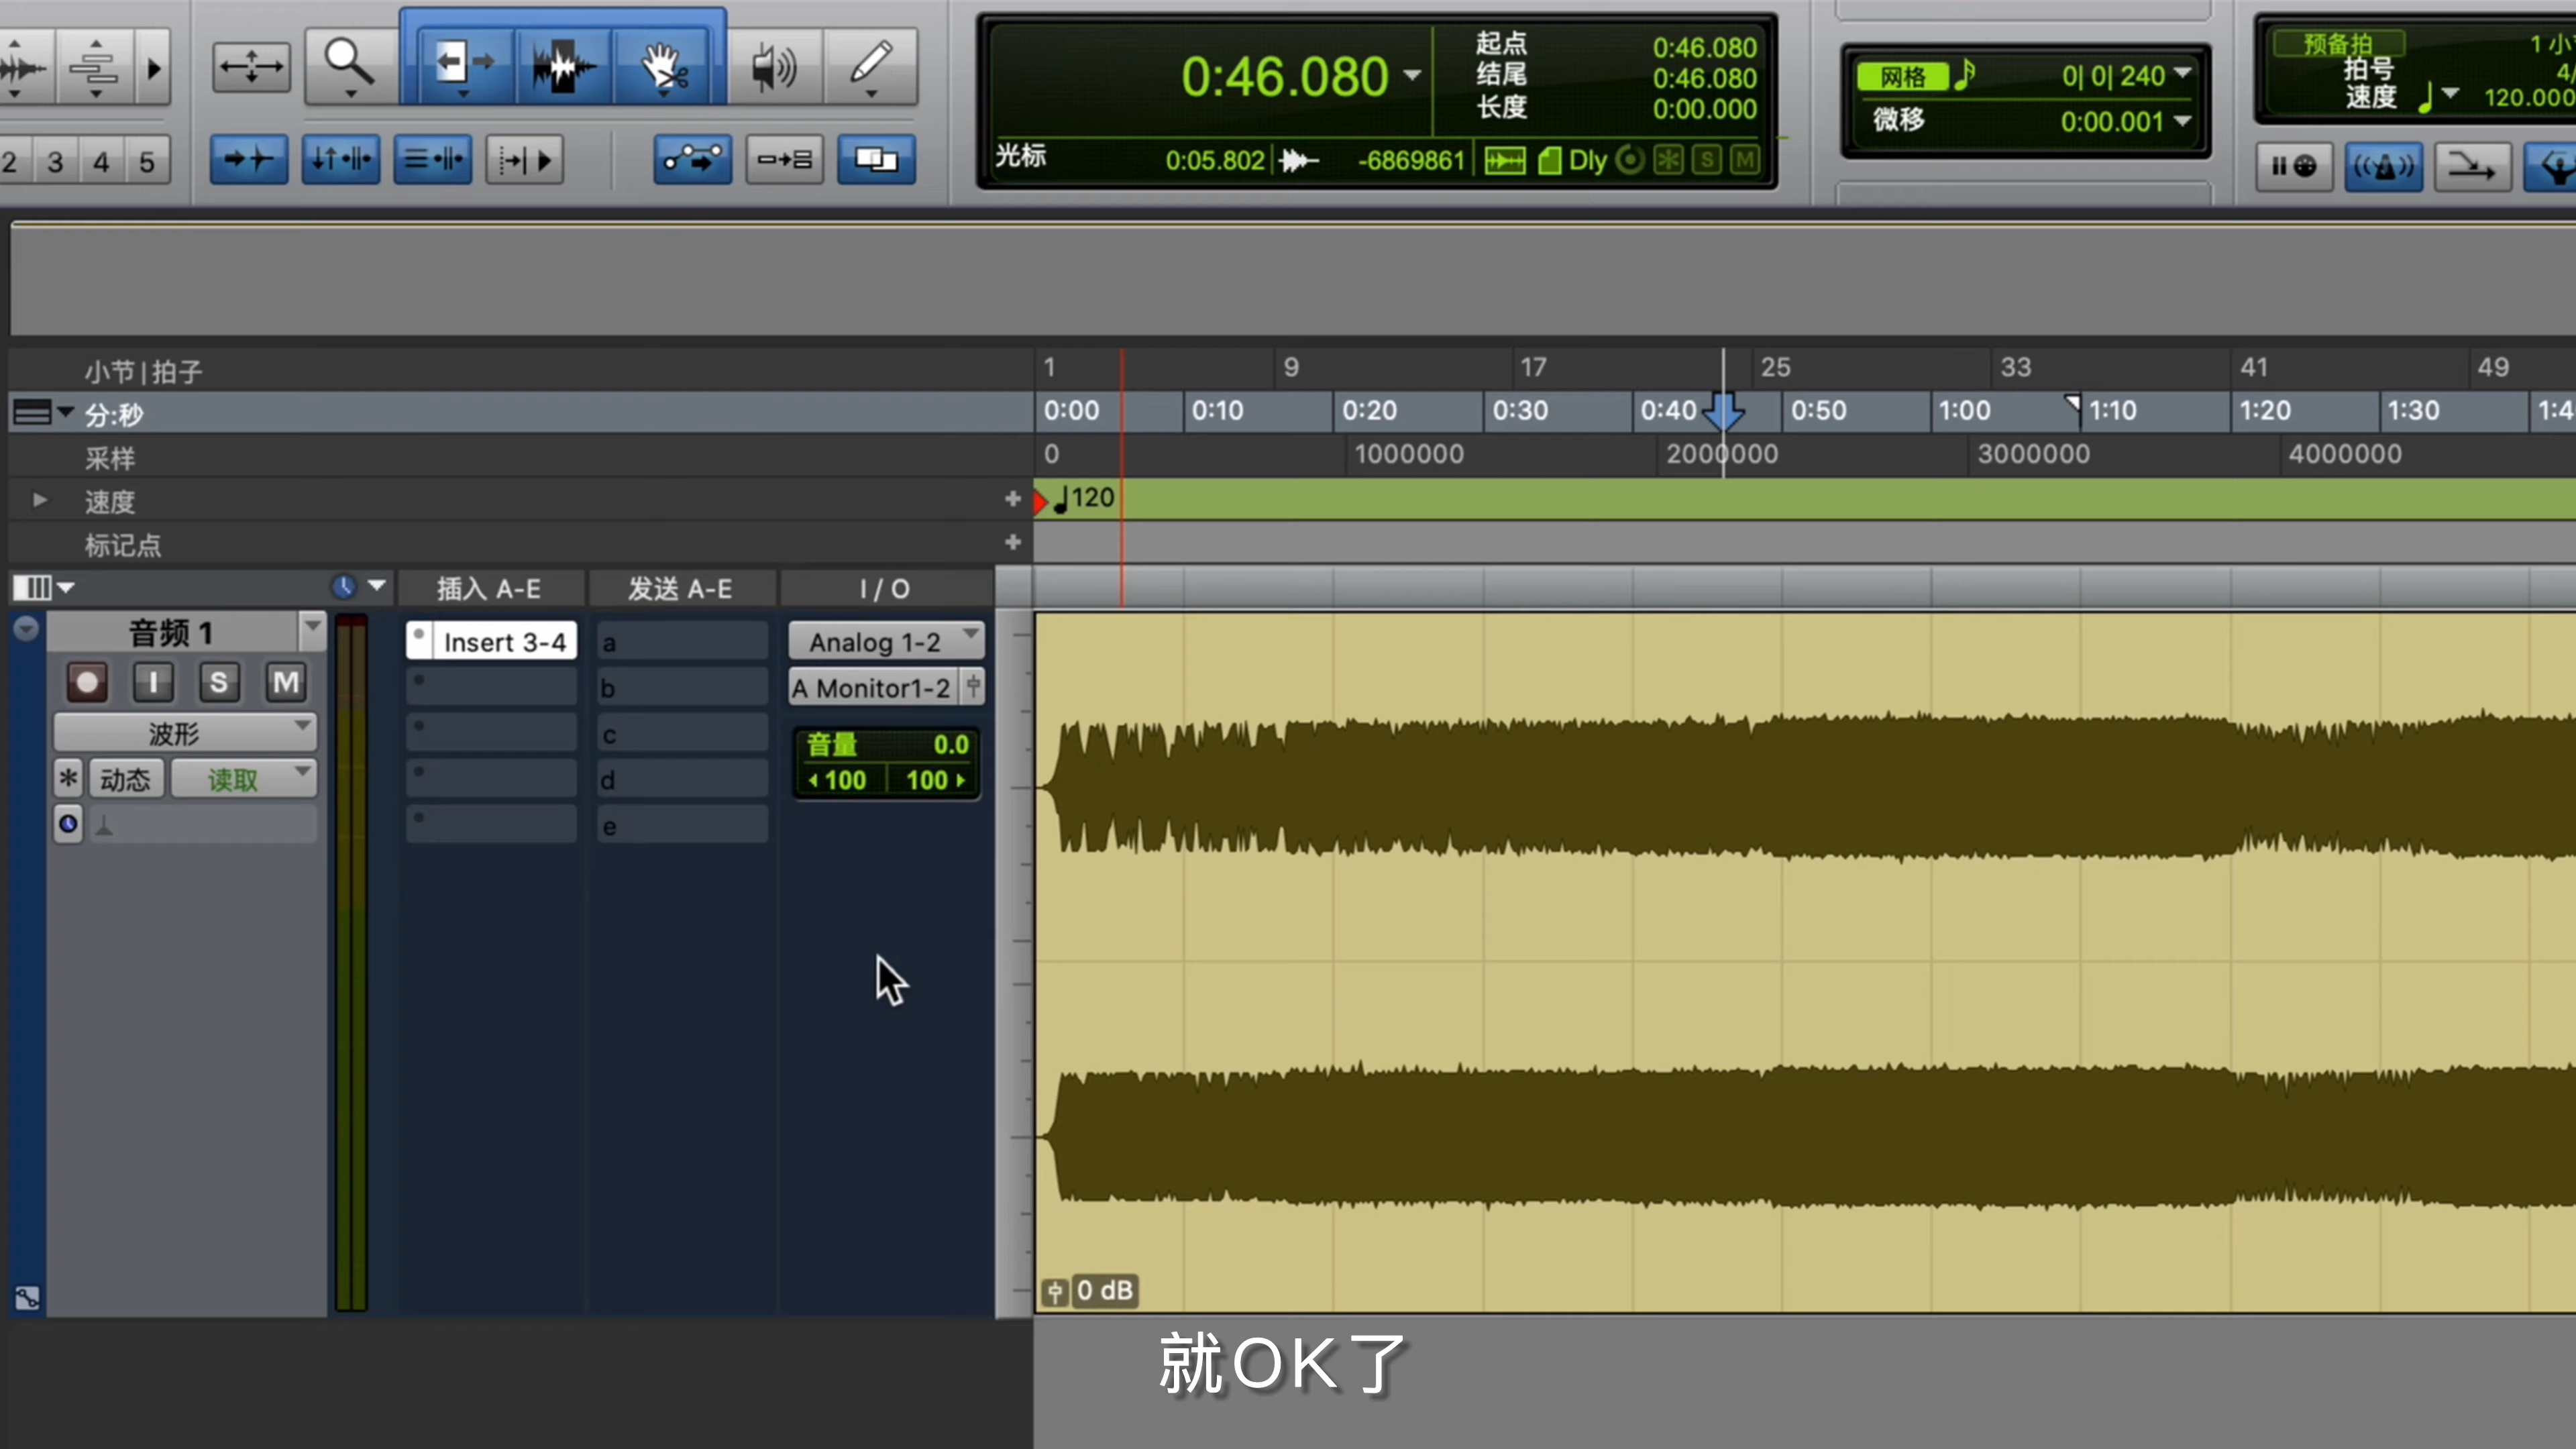 0:46.080
起点 0:46.080
结尾 0:46.080
长度 0:00.000
光标 0:05.802 -6869861 Dly S M
网格 0| 0| 240
微移 0:00.001
预备拍 1 小
拍号 4/
速度 120.000
2 3 4 5
小节|拍子 1 9 17 25 33 41 49
分:秒 0:00 0:10 0:20 0:30 0:40 0:50 1:00 1:10 1:20 1:30 1:4
采样 0 1000000 2000000 3000000 4000000
速度 + 120
标记点 +
插入 A-E 发送 A-E I / O
音频 1
I S M
波形
* 动态 读取
Insert 3-4
a
b
c
d
e
Analog 1-2
A Monitor1-2
音量 0.0
100 100
0 dB
就OK了